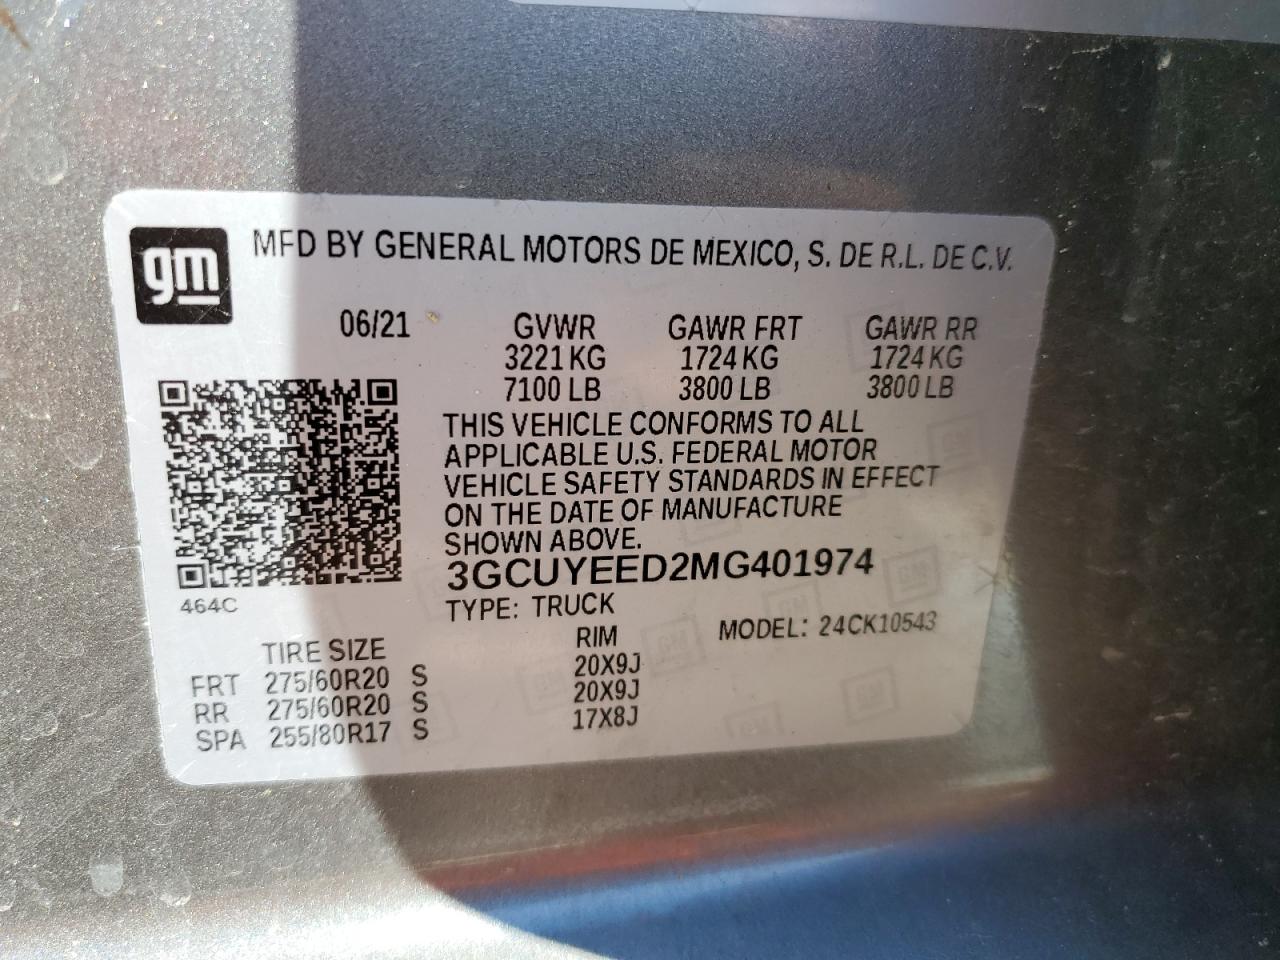 gm
MFD BY GENERAL MOTORS DE MEXICO, S. DE R.L. DE C.V.
06/21 GVWR GAWR FRT GAWR RR
3221 KG 1724 KG 1724 KG
7100 LB 3800 LB 3800 LB
THIS VEHICLE CONFORMS TO ALL
APPLICABLE U.S. FEDERAL MOTOR
VEHICLE SAFETY STANDARDS IN EFFECT
ON THE DATE OF MANUFACTURE
SHOWN ABOVE.
3GCUYEED2MG401974
464C
TYPE: TRUCK
MODEL: 24CK10543
TIRE SIZE RIM
FRT 275/60R20 S 20X9J
RR 275/60R20 S 20X9J
SPA 255/80R17 S 17X8J